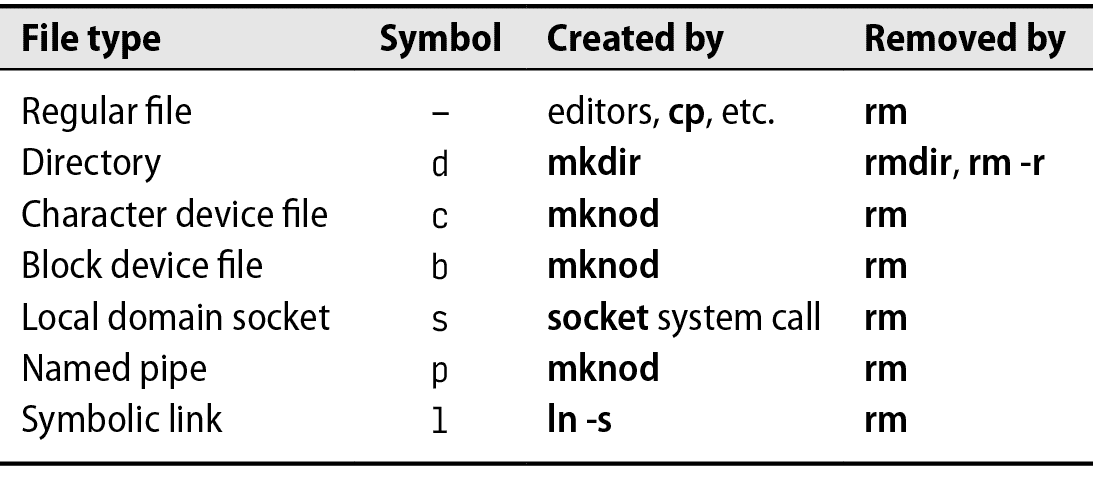 File type Symbol Created by Removed by
Regular file – editors, cp, etc. rm
Directory d mkdir rmdir, rm -r
Character device file c mknod rm
Block device file b mknod rm
Local domain socket s socket system call rm
Named pipe p mknod rm
Symbolic link l ln -s rm